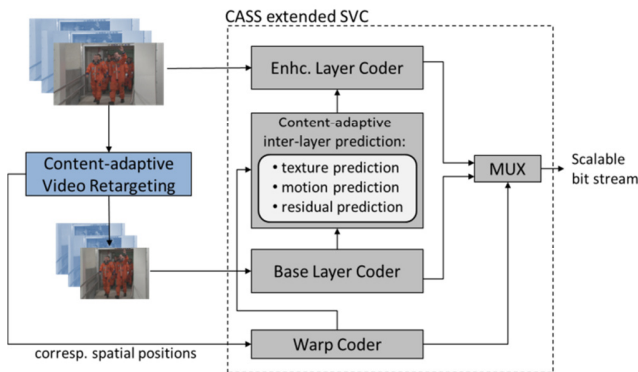 CASS extended SVC
Enhc. Layer Coder
Content-adaptive
inter-layer prediction:
• texture prediction
• motion prediction
• residual prediction
Content-adaptive
Video Retargeting
MUX
Scalable
bit stream
Base Layer Coder
Warp Coder
corresp. spatial positions